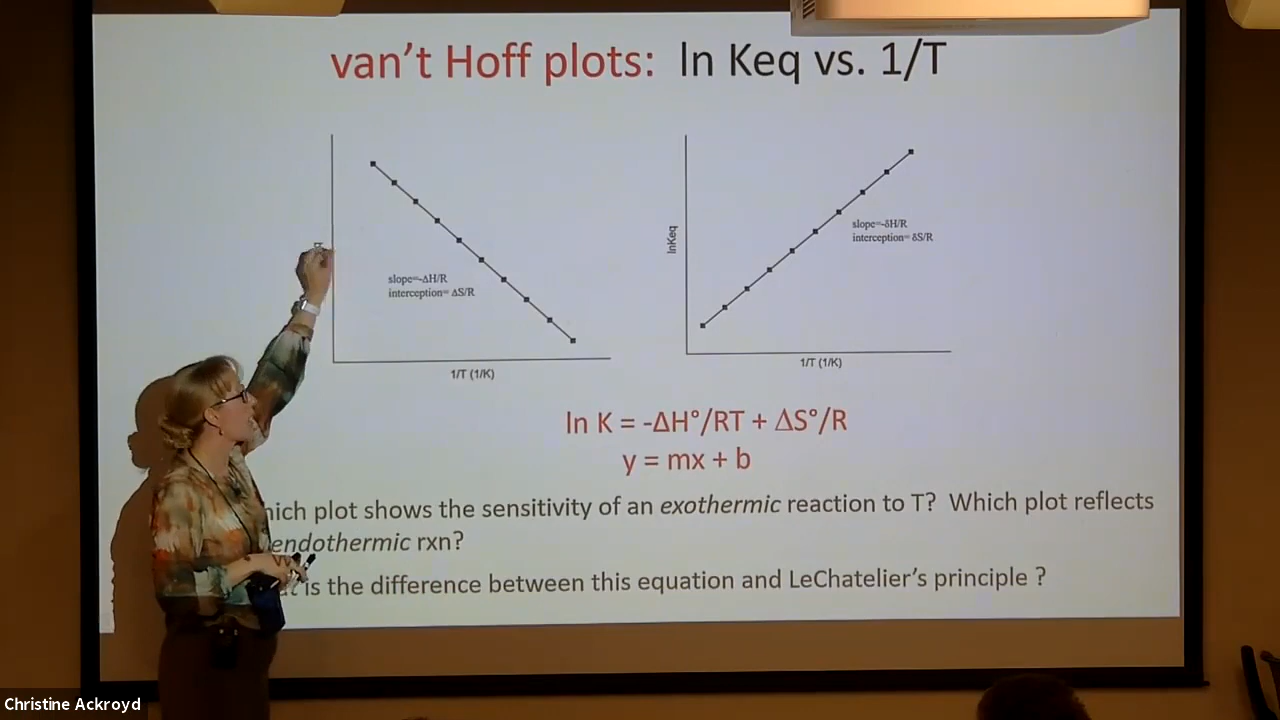 van't Hoff plots: ln Keq vs. 1/T
slope=-ΔH/R
interception= ΔS/R
1/T (1/K)
lnKeq
slope=-δH/R
interception= δS/R
1/T (1/K)
ln K = -ΔH°/RT + ΔS°/R
y = mx + b
shows the sensitivity of an exothermic reaction to T? Which plot reflects
endothermic rxn?
is the difference between this equation and LeChatelier's principle ?
Christine Ackroyd